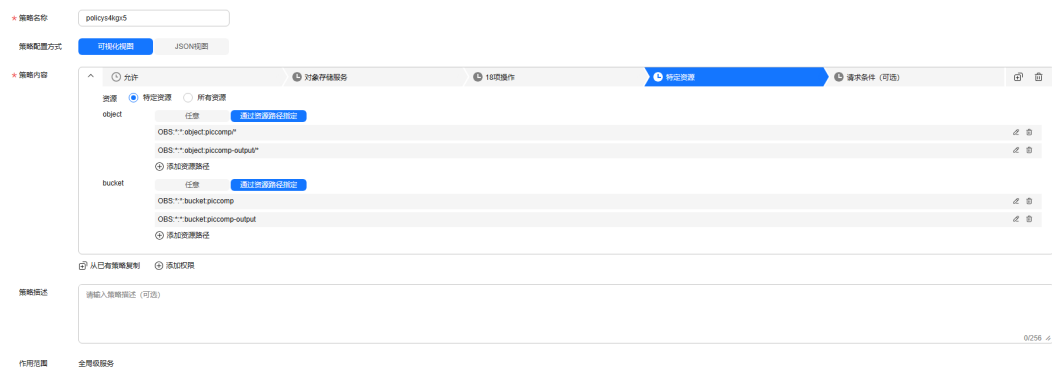 * 策略名称 policys4kgx5
策略配置方式 可视化视图 JSON视图
* 策略内容 允许 对象存储服务 18项操作 特定资源 请求条件（可选）
资源 特定资源 所有资源
object 任意 通过资源路径指定
OBS:*:*:object:piccomp/*
OBS:*:*:object:piccomp-output/*
添加资源路径
bucket 任意 通过资源路径指定
OBS:*:*:bucket:piccomp
OBS:*:*:bucket:piccomp-output
添加资源路径
从已有策略复制 添加权限
策略描述 请输入策略描述（可选）
0/256
作用范围 全局级服务